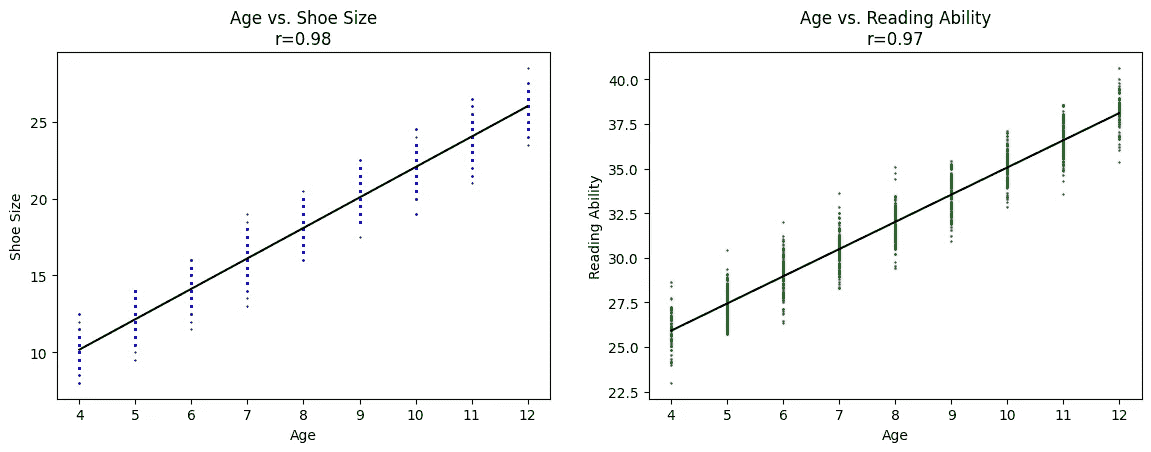 Age vs. Shoe Size
r=0.98
25
20
15
10
Shoe Size
4 5 6 7 8 9 10 11 12
Age
Age vs. Reading Ability
r=0.97
40.0
37.5
35.0
32.5
30.0
27.5
25.0
22.5
Reading Ability
4 5 6 7 8 9 10 11 12
Age